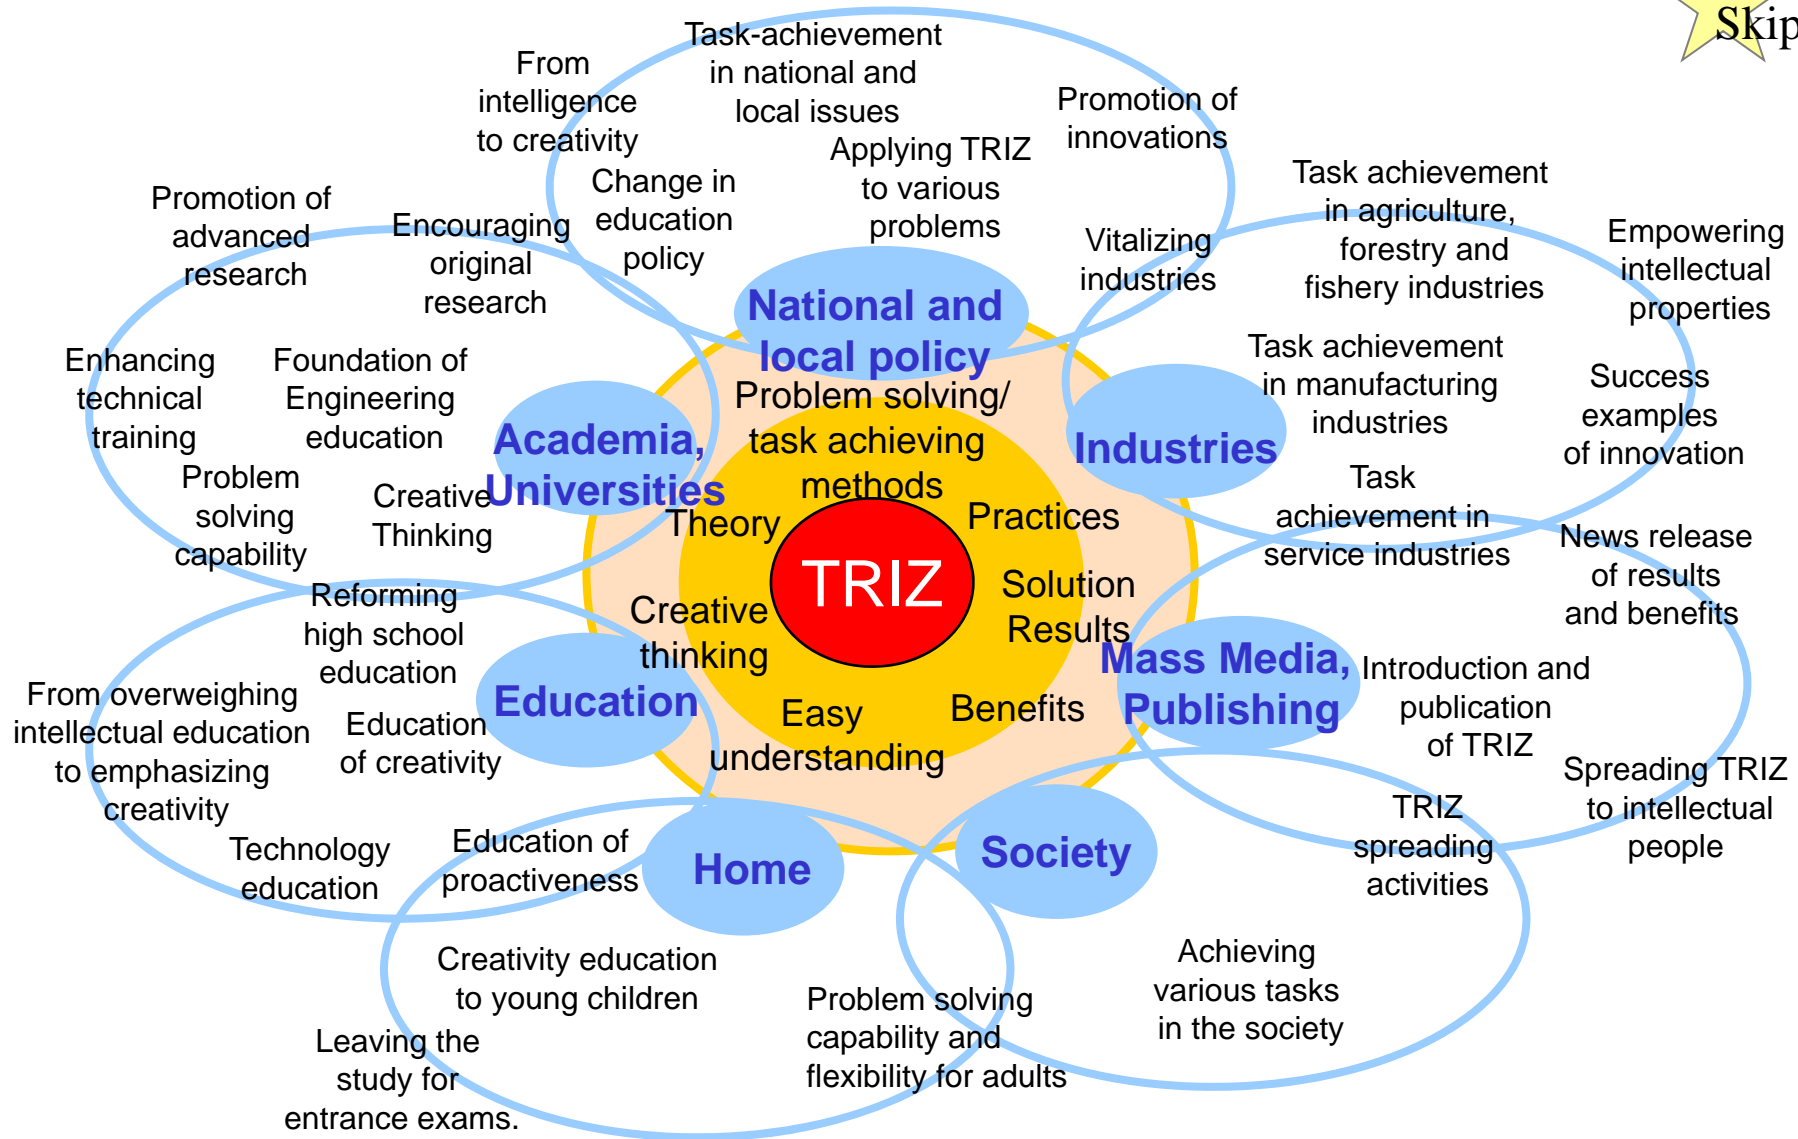 Skip
Task-achievement
in national and
local issues
From
intelligence
to creativity
Promotion of
innovations
Applying TRIZ
to various
problems
Change in
education
policy
Vitalizing
industries
National and
local policy
Promotion of
advanced
research
Encouraging
original
research
Enhancing
technical
training
Foundation of
Engineering
education
Problem
solving
capability
Creative
Thinking
Academia,
Universities
Task achievement
in agriculture,
forestry and
fishery industries
Empowering
intellectual
properties
Task achievement
in manufacturing
industries
Success
examples
of innovation
Task
achievement in
service industries
Industries
Problem solving/
task achieving
methods
Theory
Practices
TRIZ
Solution
Results
Creative
thinking
Easy
understanding
Benefits
News release
of results
and benefits
Mass Media,
Publishing
Introduction and
publication
of TRIZ
Spreading TRIZ
to intellectual
people
TRIZ
spreading
activities
Reforming
high school
education
From overweighing
intellectual education
to emphasizing
creativity
Education
of creativity
Education
Technology
education
Education of
proactiveness
Home
Society
Creativity education
to young children
Leaving the
study for
entrance exams.
Problem solving
capability and
flexibility for adults
Achieving
various tasks
in the society